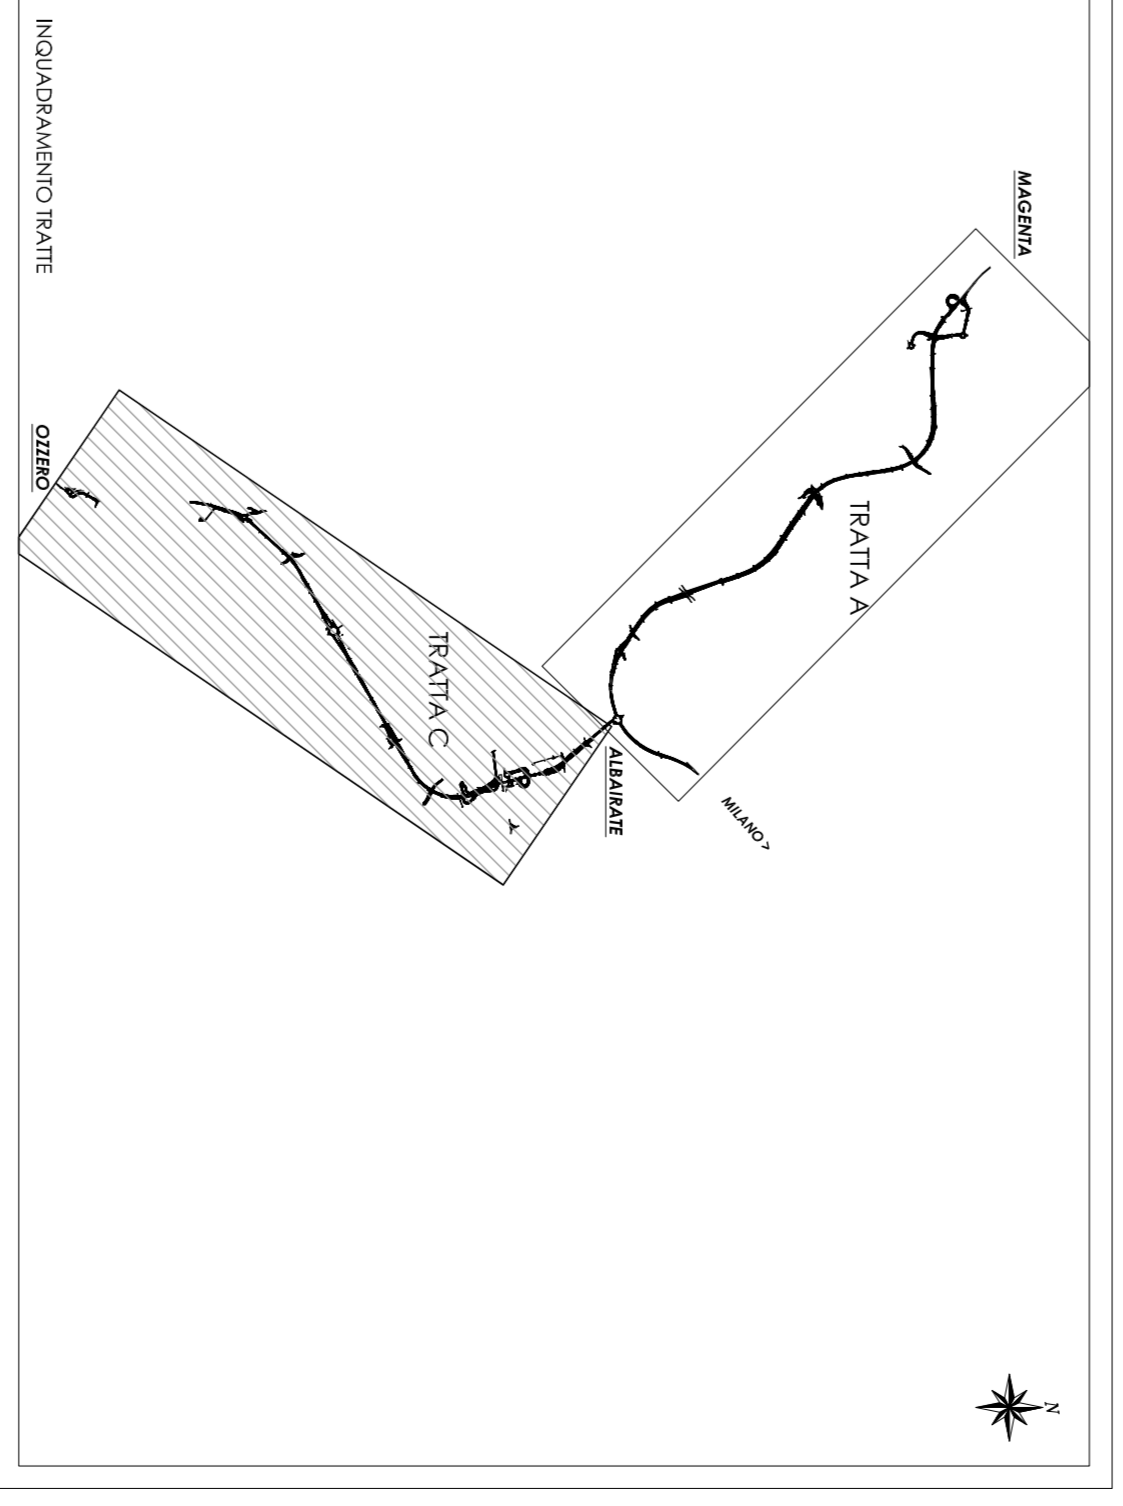 MAGENTA
TRATTA A
MILANO >
ALBAIRATE
TRATTA C
OZZERO
INQUADRAMENTO TRATTE
N